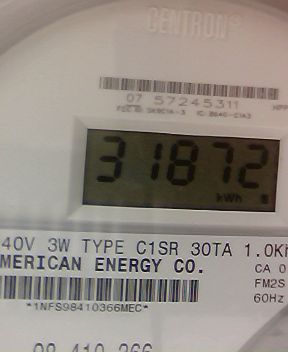 CENTRON®
07 57245311
31872
kWh
40V 3W TYPE C1SR 30TA 1.0K
MERICAN ENERGY CO.
CA 0
FM2S
60Hz
*1NFS98410366MEC*